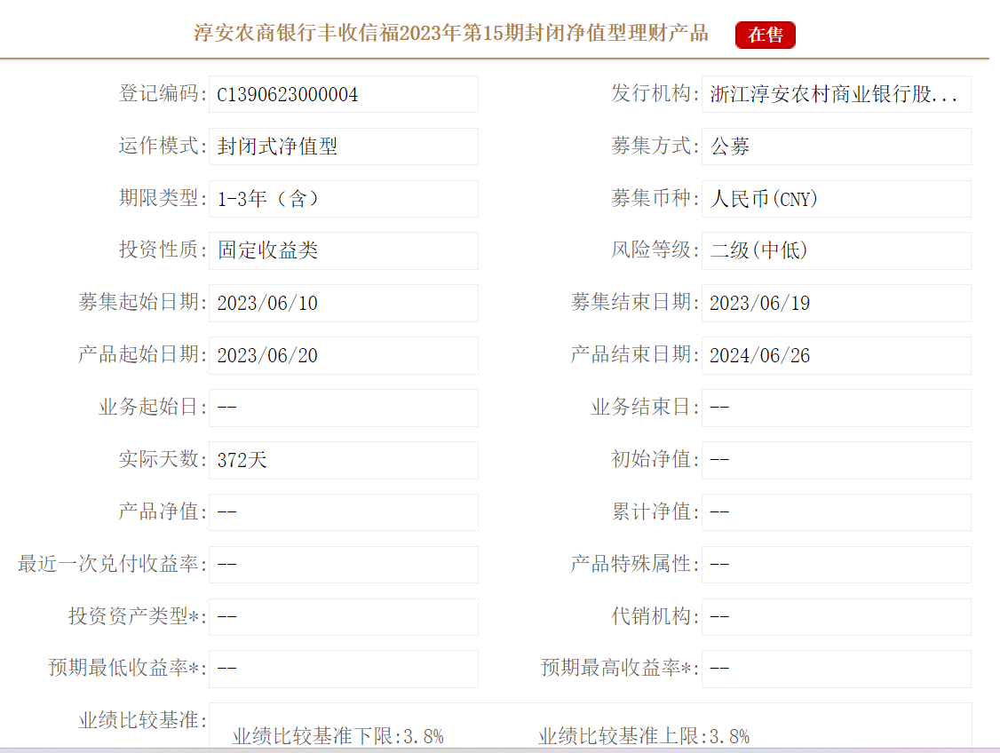 淳安农商银行丰收信福2023年第15期封闭净值型理财产品 在售
登记编码: C1390623000004 发行机构: 浙江淳安农村商业银行股...
运作模式: 封闭式净值型 募集方式: 公募
期限类型: 1-3年（含） 募集币种: 人民币(CNY)
投资性质: 固定收益类 风险等级: 二级(中低)
募集起始日期: 2023/06/10 募集结束日期: 2023/06/19
产品起始日期: 2023/06/20 产品结束日期: 2024/06/26
业务起始日: -- 业务结束日: --
实际天数: 372天 初始净值: --
产品净值: -- 累计净值: --
最近一次兑付收益率: -- 产品特殊属性: --
投资资产类型*: -- 代销机构: --
预期最低收益率*: -- 预期最高收益率*: --
业绩比较基准: 业绩比较基准下限:3.8% 业绩比较基准上限:3.8%